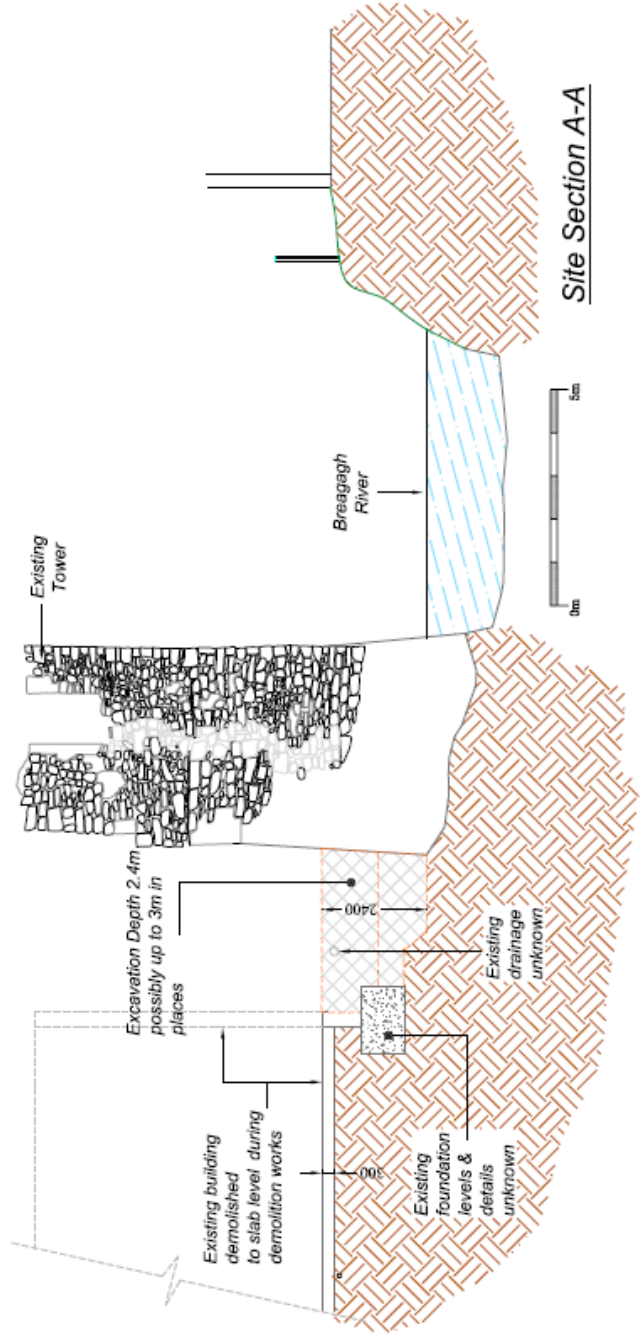 Existing building
demolished
to slab level during
demolition works
Excavation Depth 2.4m
possibly up to 3m in
places
Existing
Tower
300
2400
Existing
foundation
levels &
details
unknown
Existing
drainage
unknown
Breagagh
River
0m
5m
Site Section A-A